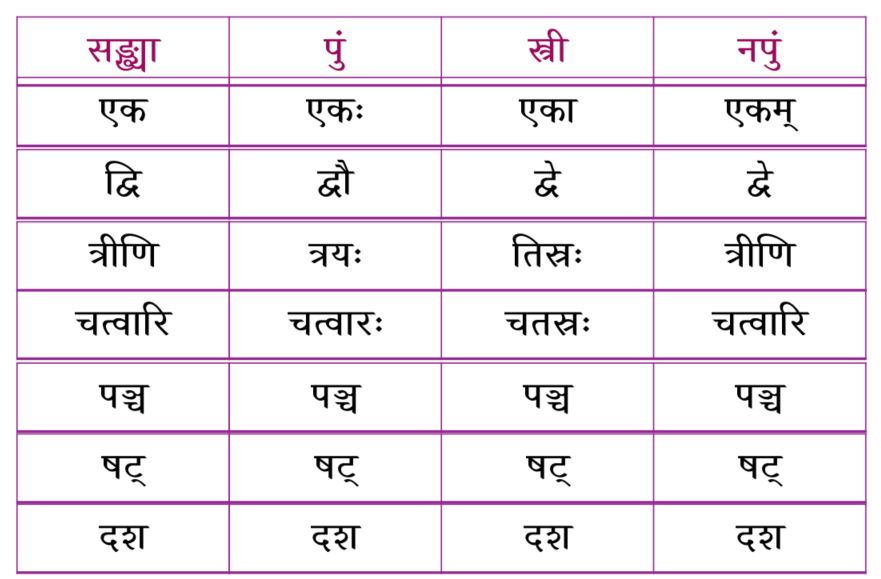 सङ्ख्या पुं स्त्री नपुं
एक एकः एका एकम्
द्वि द्वौ द्वे द्वे
त्रीणि त्रयः तिस्रः त्रीणि
चत्वारि चत्वारः चतस्रः चत्वारि
पञ्च पञ्च पञ्च पञ्च
षट् षट् षट् षट्
दश दश दश दश